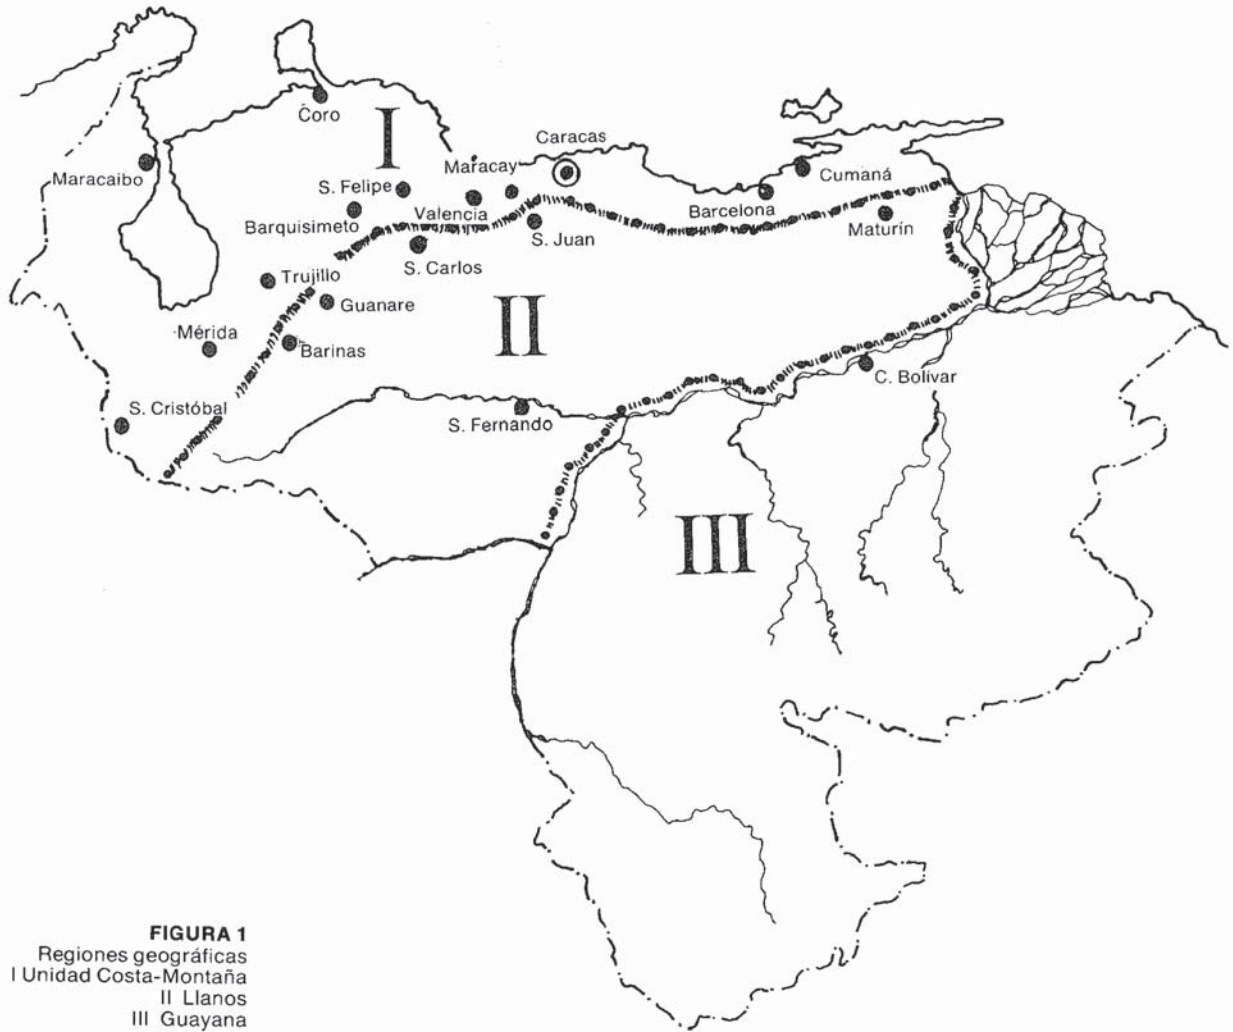 Coro
I
Caracas
Maracaibo
Maracay
S. Felipe
Cumaná
Valencia
Barcelona
Barquisimeto
Maturín
S. Juan
S. Carlos
Trujillo
Guanare
II
Mérida
Barinas
C. Bolívar
S. Cristóbal
S. Fernando
III
FIGURA 1
Regiones geográficas
I Unidad Costa-Montaña
II Llanos
III Guayana